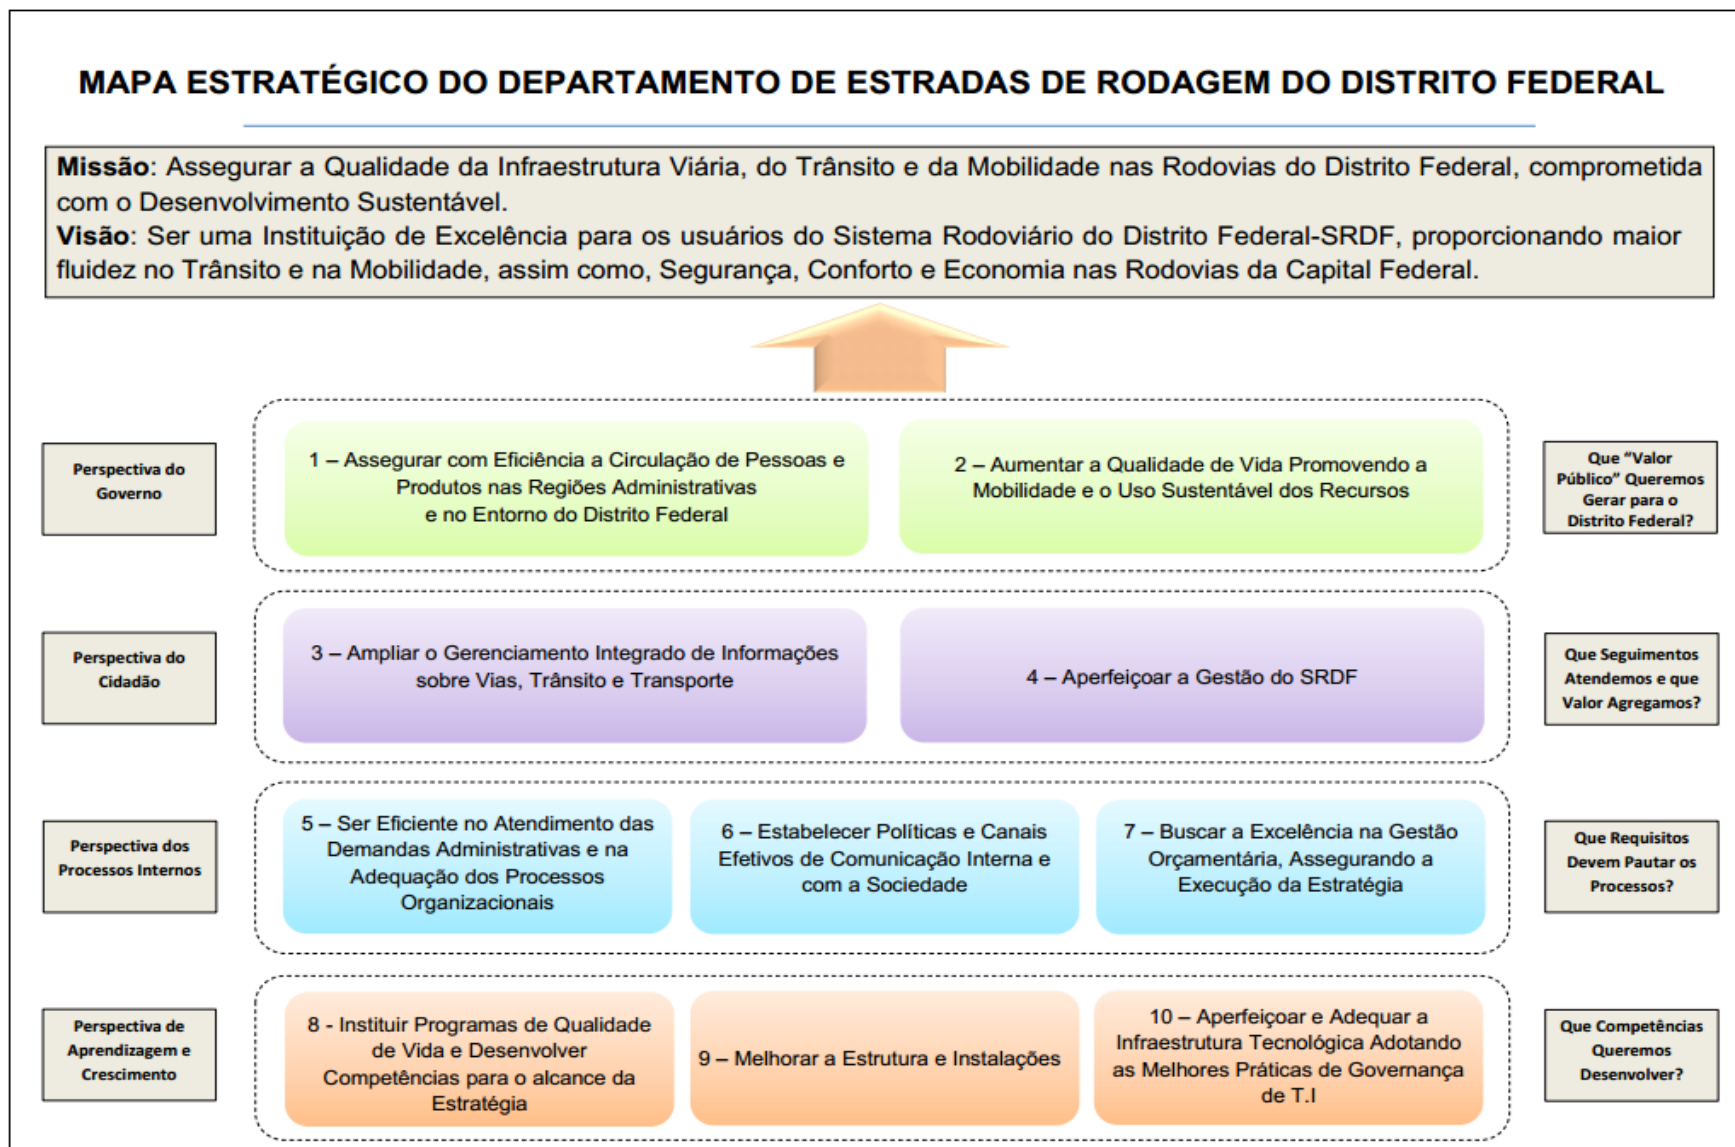 MAPA ESTRATÉGICO DO DEPARTAMENTO DE ESTRADAS DE RODAGEM DO DISTRITO FEDERAL
Missão: Assegurar a Qualidade da Infraestrutura Viária, do Trânsito e da Mobilidade nas Rodovias do Distrito Federal, comprometida
com o Desenvolvimento Sustentável.
Visão: Ser uma Instituição de Excelência para os usuários do Sistema Rodoviário do Distrito Federal-SRDF, proporcionando maior
fluidez no Trânsito e na Mobilidade, assim como, Segurança, Conforto e Economia nas Rodovias da Capital Federal.
Perspectiva do
Governo
1 – Assegurar com Eficiência a Circulação de Pessoas e
Produtos nas Regiões Administrativas
e no Entorno do Distrito Federal
2 – Aumentar a Qualidade de Vida Promovendo a
Mobilidade e o Uso Sustentável dos Recursos
Que “Valor
Público” Queremos
Gerar para o
Distrito Federal?
Perspectiva do
Cidadão
3 – Ampliar o Gerenciamento Integrado de Informações
sobre Vias, Trânsito e Transporte
4 – Aperfeiçoar a Gestão do SRDF
Que Seguimentos
Atendemos e que
Valor Agregamos?
Perspectiva dos
Processos Internos
5 – Ser Eficiente no Atendimento das
Demandas Administrativas e na
Adequação dos Processos
Organizacionais
6 – Estabelecer Políticas e Canais
Efetivos de Comunicação Interna e
com a Sociedade
7 – Buscar a Excelência na Gestão
Orçamentária, Assegurando a
Execução da Estratégia
Que Requisitos
Devem Pautar os
Processos?
Perspectiva de
Aprendizagem e
Crescimento
8 - Instituir Programas de Qualidade
de Vida e Desenvolver
Competências para o alcance da
Estratégia
9 – Melhorar a Estrutura e Instalações
10 – Aperfeiçoar e Adequar a
Infraestrutura Tecnológica Adotando
as Melhores Práticas de Governança
de T.I
Que Competências
Queremos
Desenvolver?